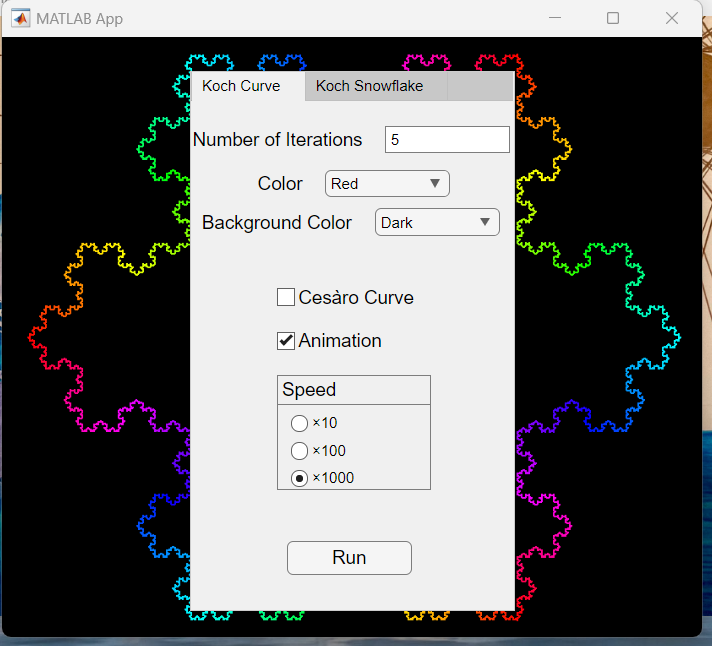 MATLAB App
Koch Curve Koch Snowflake
Number of Iterations 5
Color Red
Background Color Dark
Cesàro Curve
Animation
Speed
×10
×100
×1000
Run